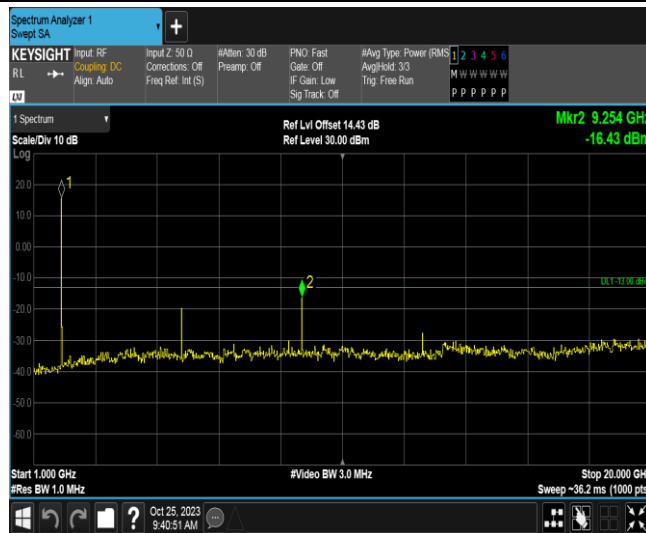 Spectrum Analyzer 1
Swept SA
+
KEYSIGHT
RL
LXI
Input: RF
Coupling: DC
Align: Auto
Input Z: 50 Ω
Corrections: Off
Freq Ref: Int (S)
#Atten: 30 dB
Preamp: Off
PNO: Fast
Gate: Off
IF Gain: Low
Sig Track: Off
#Avg Type: Power (RMS
Avg|Hold: 3/3
Trig: Free Run
1 2 3 4 5 6
M W W W W W
P P P P P P
1 Spectrum
Scale/Div 10 dB
Log
Ref Lvl Offset 14.43 dB
Ref Level 30.00 dBm
Mkr2 9.254 GHz
-16.43 dBm
1
20.0
10.0
0.00
-10.0
2
DL1 -13.00 dBm
-20.0
-30.0
-40.0
-50.0
-60.0
Start 1.000 GHz
#Video BW 3.0 MHz
Stop 20.000 GHz
#Res BW 1.0 MHz
Sweep ~36.2 ms (1000 pts
?
Oct 25, 2023
9:40:51 AM